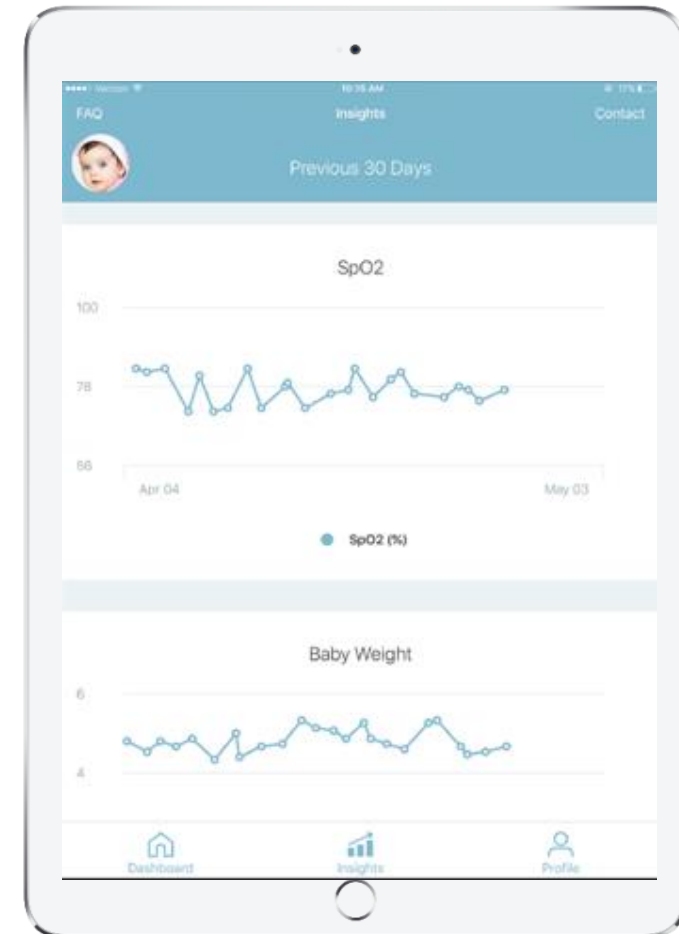 Verizon 10:16 AM
FAQ Insights Contact
Previous 30 Days
SpO2
100
78
56
Apr 04 May 03
SpO2 (%)
Baby Weight
6
4
Dashboard Insights Profile